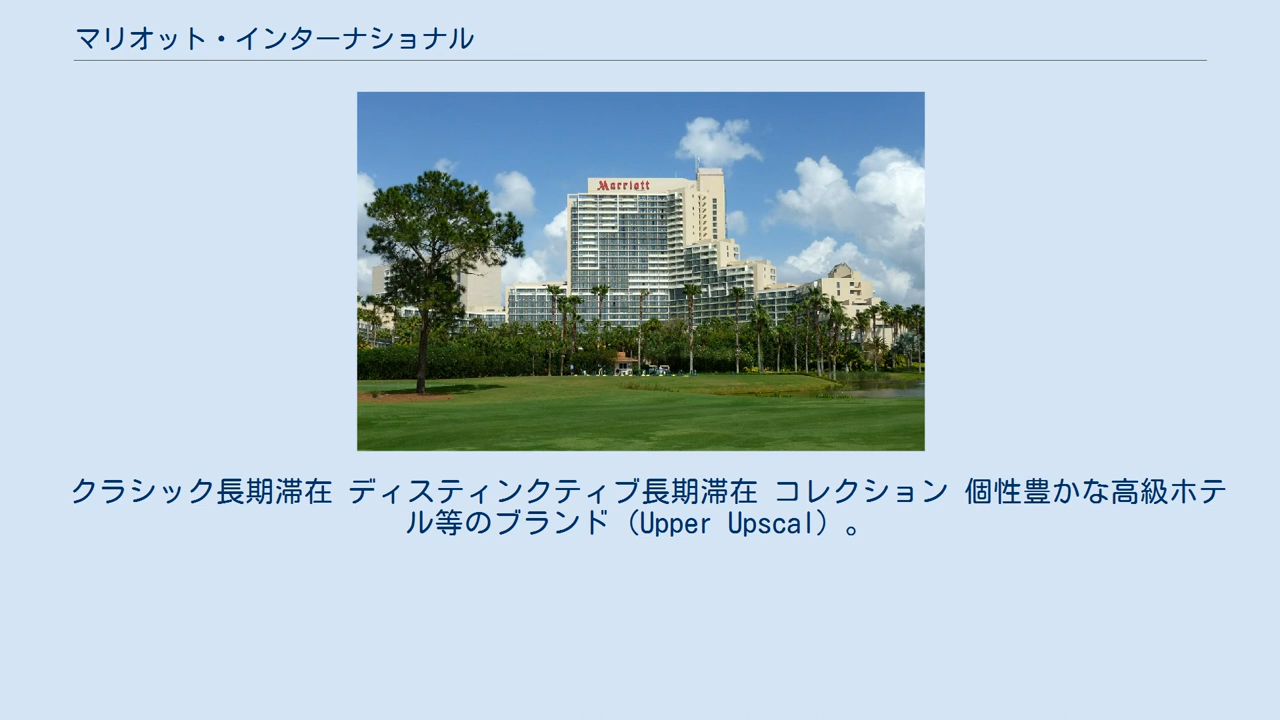 マリオット・インターナショナル
Marriott
クラシック長期滞在 ディスティンクティブ長期滞在 コレクション 個性豊かな高級ホテ
ル等のブランド（Upper Upscal）。